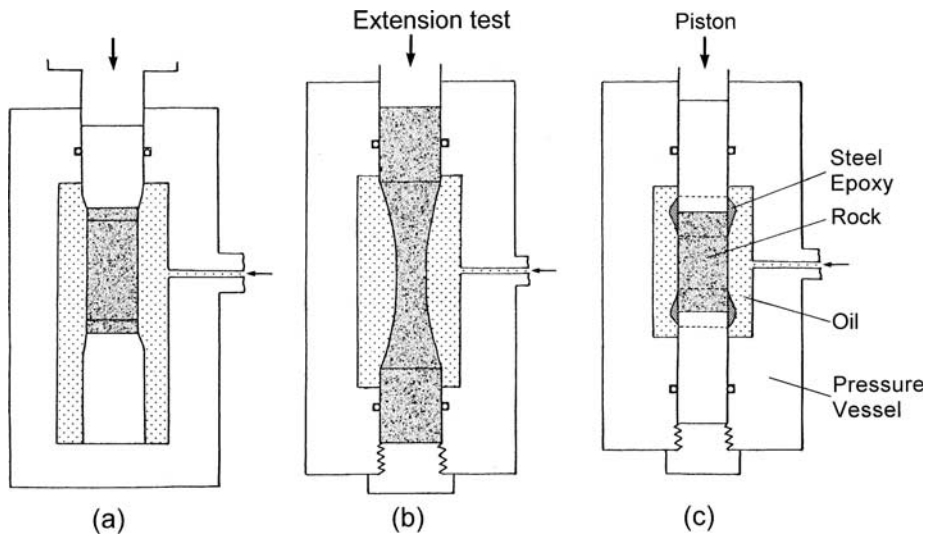 Extension test
Piston
Steel
Epoxy
Rock
Oil
Pressure
Vessel
(a)
(b)
(c)